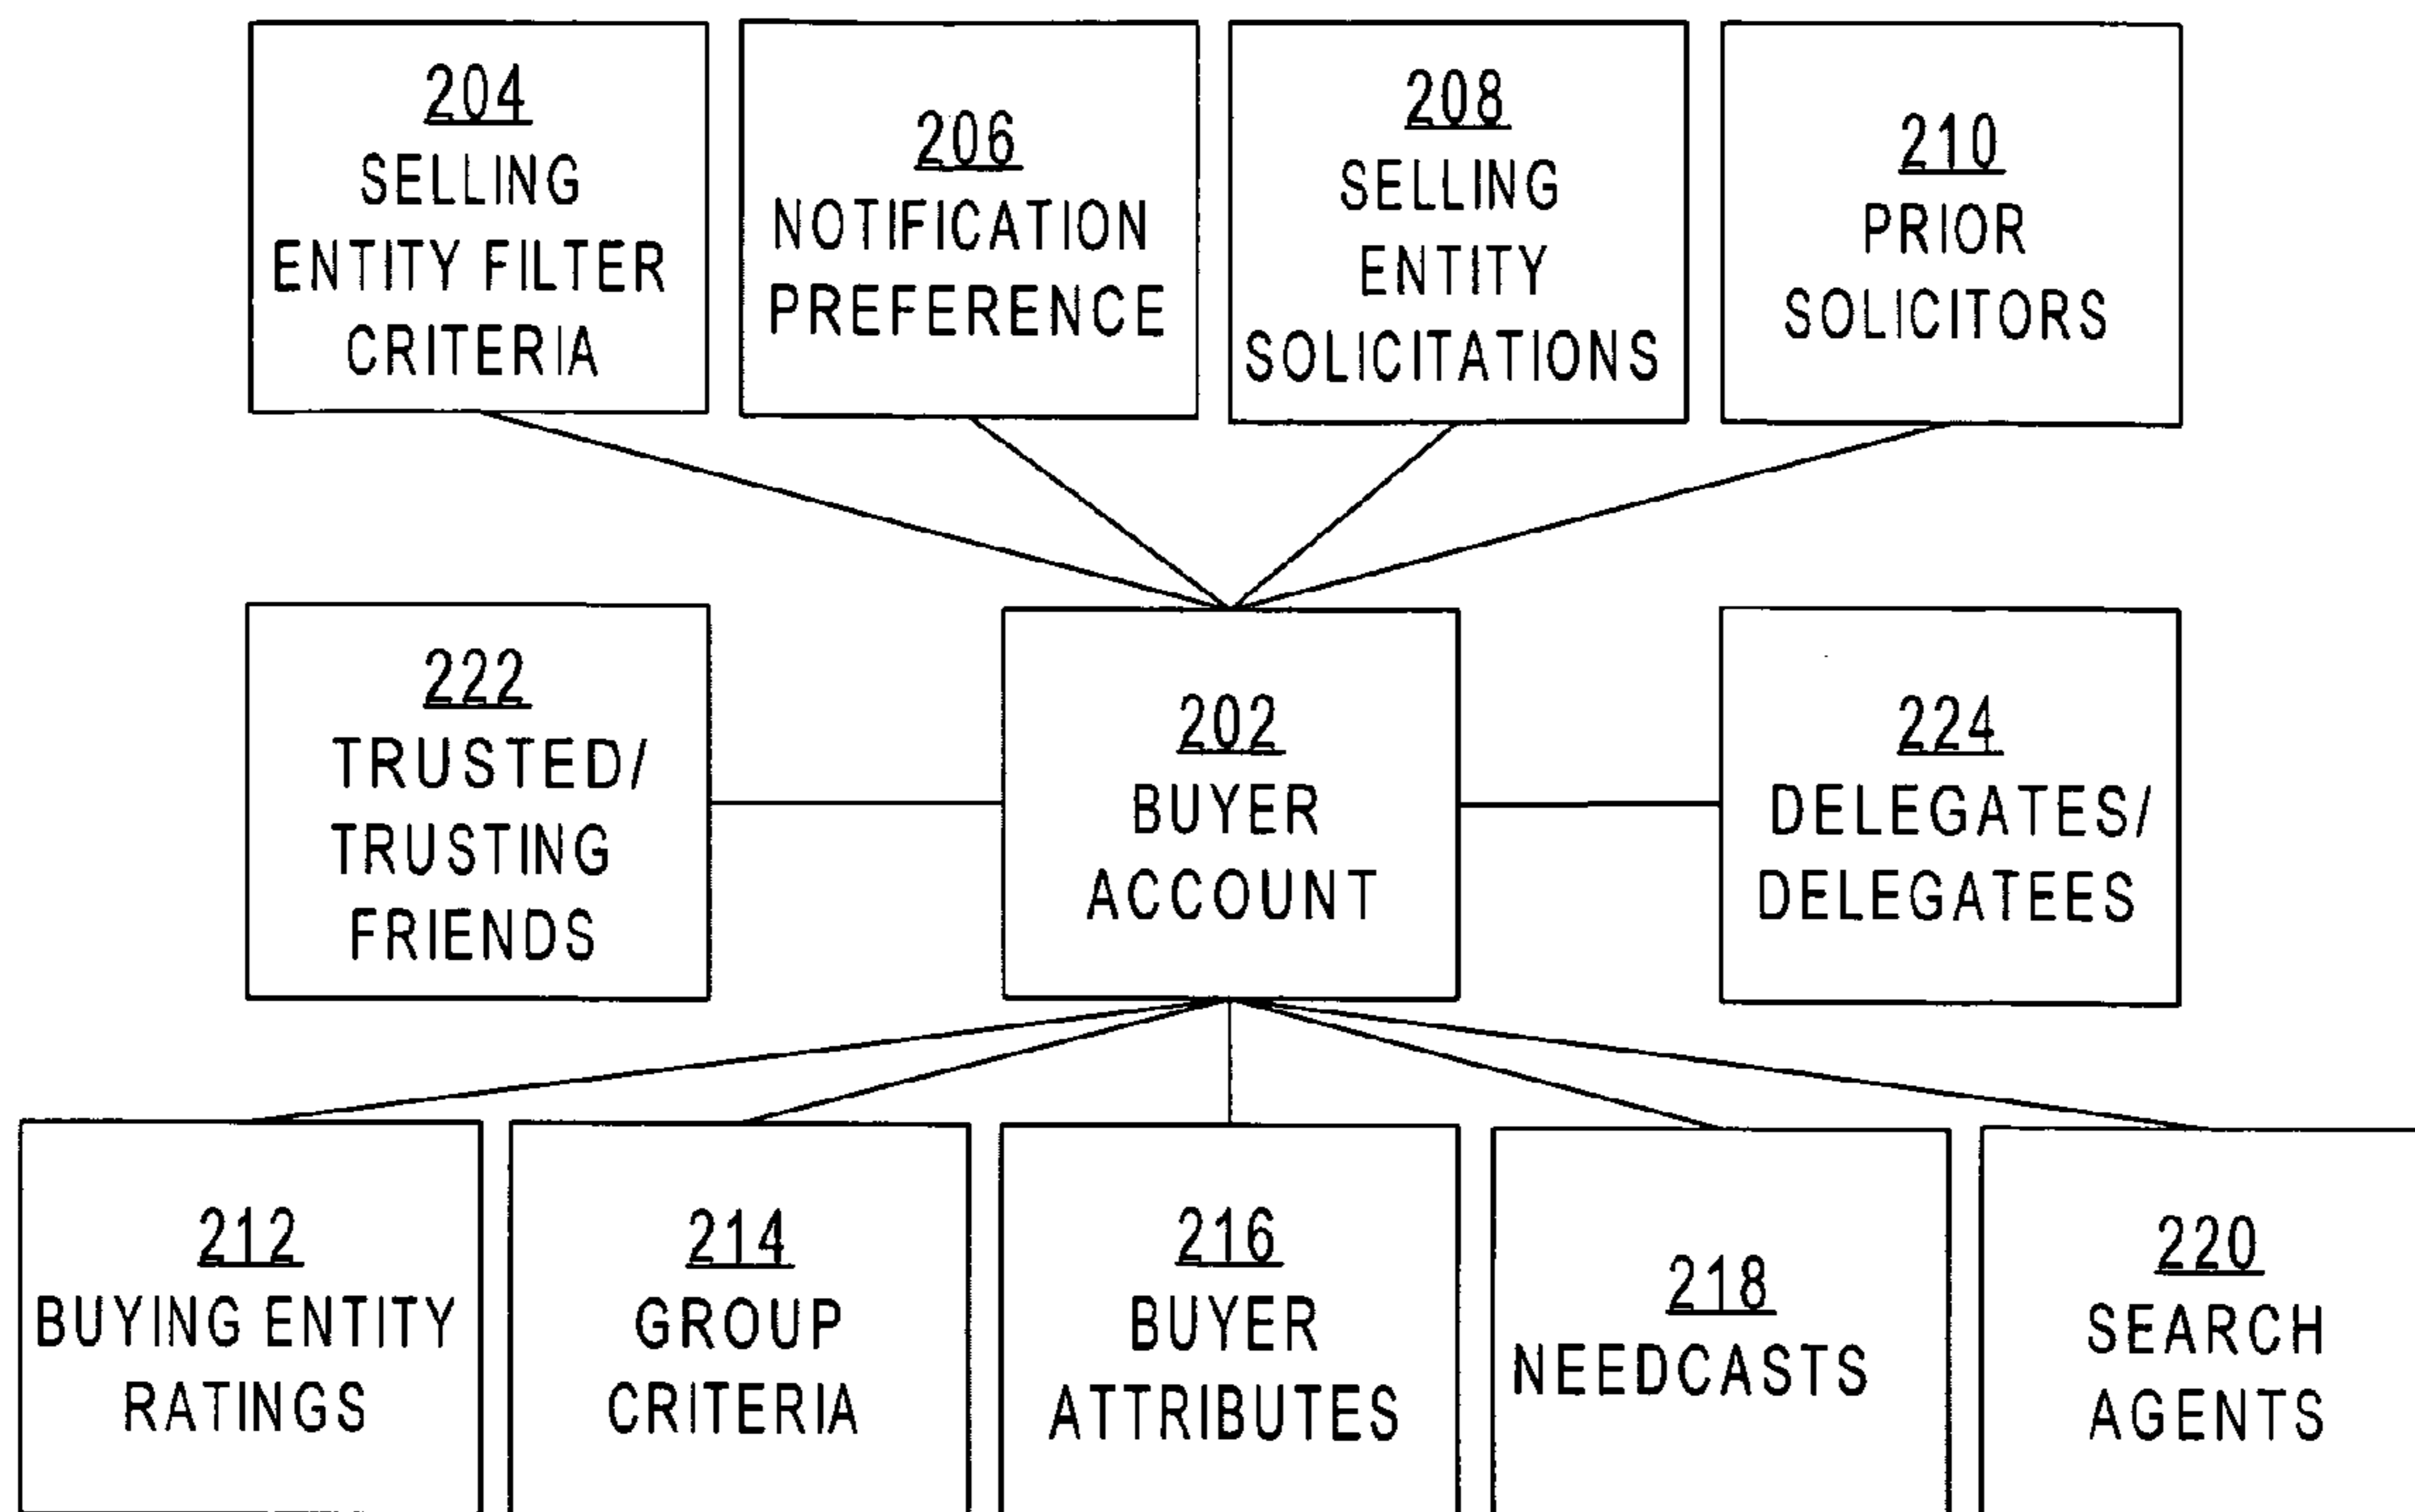 204
SELLING
ENTITY FILTER
CRITERIA
206
NOTIFICATION
PREFERENCE
208
SELLING
ENTITY
SOLICITATIONS
210
PRIOR
SOLICITORS
222
TRUSTED/
TRUSTING
FRIENDS
202
BUYER
ACCOUNT
224
DELEGATES/
DELEGATEES
212
BUYING ENTITY
RATINGS
214
GROUP
CRITERIA
216
BUYER
ATTRIBUTES
218
NEEDCASTS
220
SEARCH
AGENTS